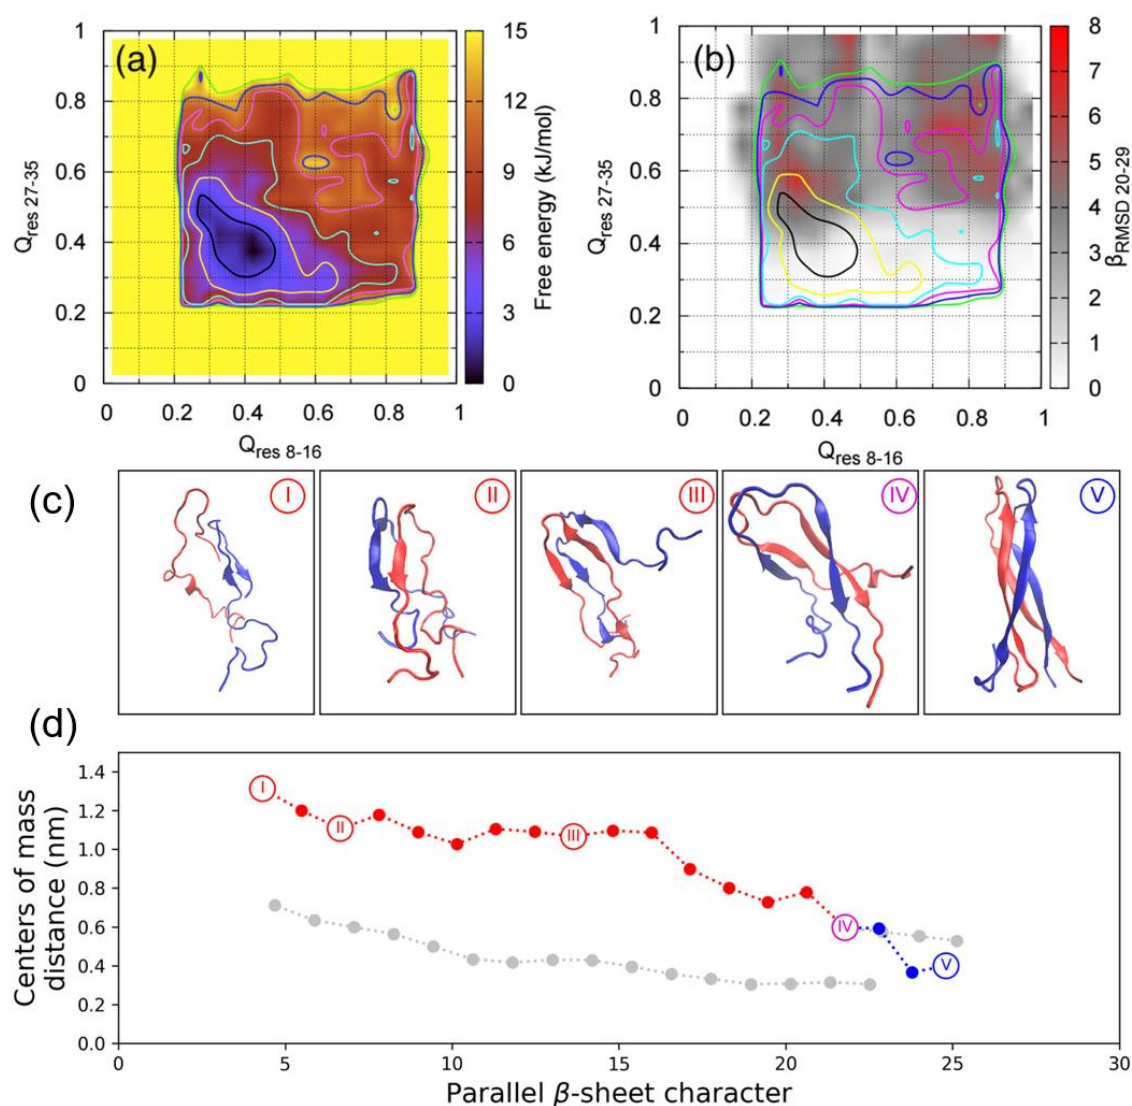 (a)
1
0.8
0.6
0.4
0.2
0
Q res 27-35
0 0.2 0.4 0.6 0.8 1
Q res 8-16
15
12
9
6
3
0
Free energy (kJ/mol)
(b)
1
0.8
0.6
0.4
0.2
0
Q res 27-35
0 0.2 0.4 0.6 0.8 1
Q res 8-16
8
7
6
5
4
3
2
1
0
βRMSD 20-29
(c)
I II III IV V
(d)
1.4
1.2
1.0
0.8
0.6
0.4
0.2
0.0
Centers of mass
distance (nm)
I II III IV V
0 5 10 15 20 25 30
Parallel β-sheet character